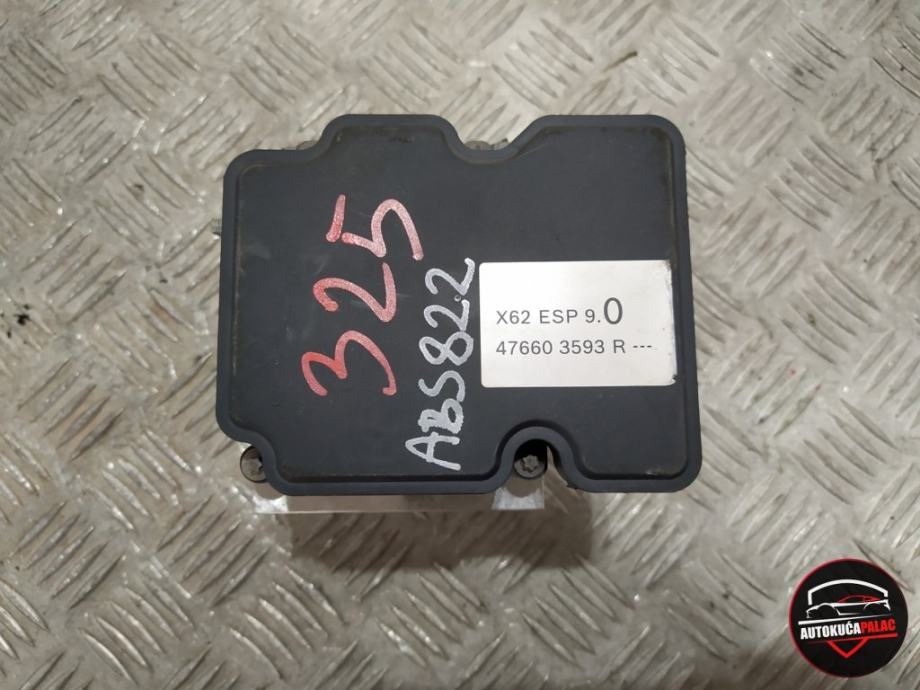 325
ABS822
X62 ESP 9.0
47660 3593 R ---
AUTOKUĆAPALAC